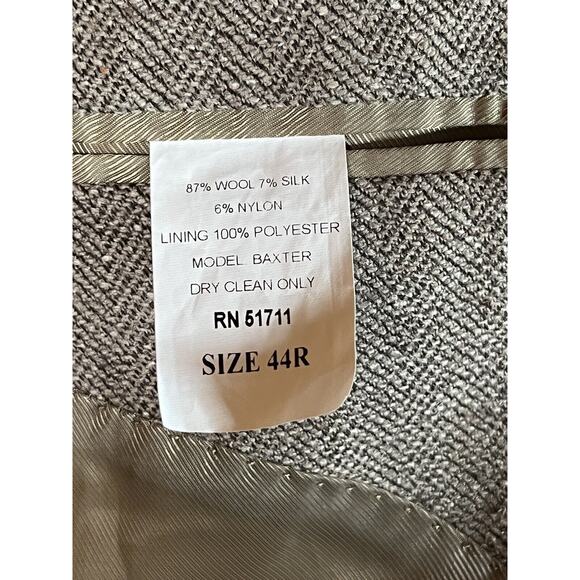 87% WOOL 7% SILK
6% NYLON
LINING 100% POLYESTER
MODEL. BAXTER
DRY CLEAN ONLY
RN 51711
SIZE 44R